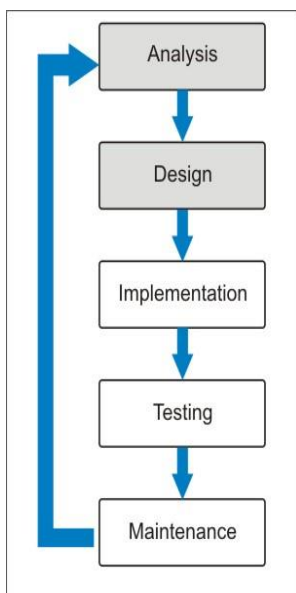 Analysis
Design
Implementation
Testing
Maintenance